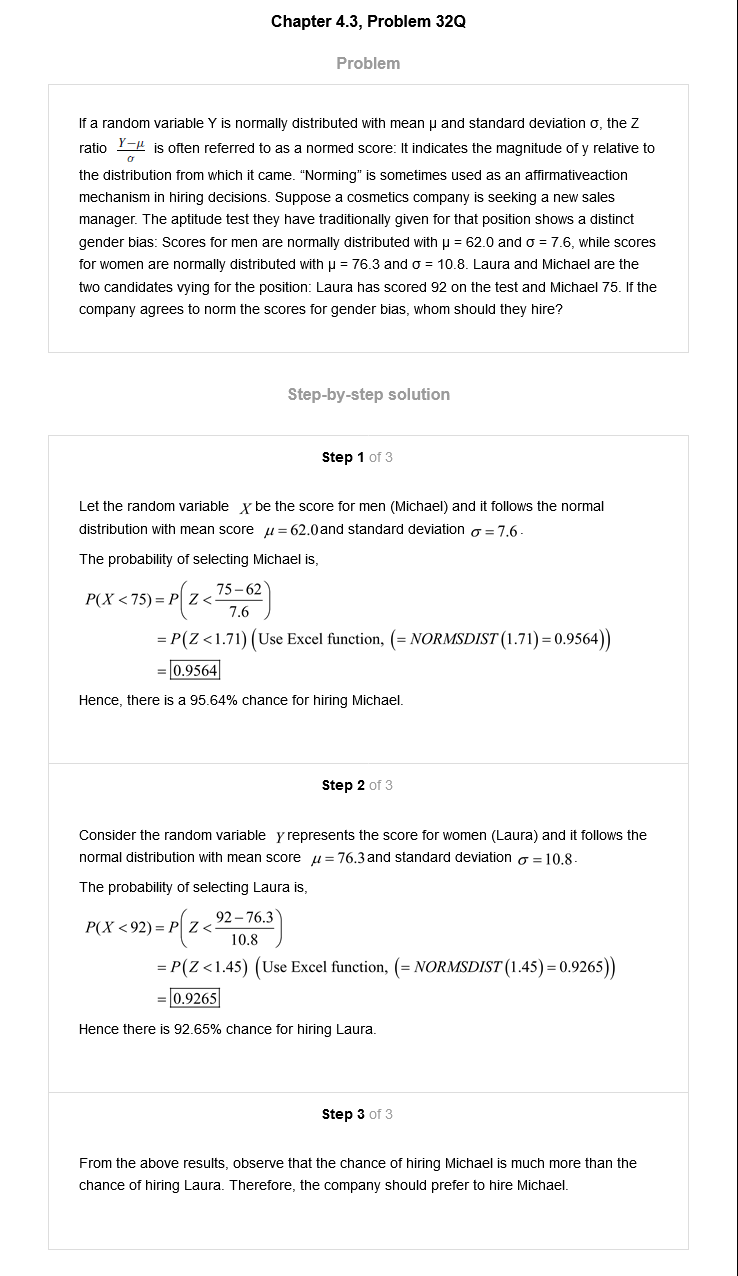 Chapter 4.3, Problem 32Q
Problem
If a random variable Y is normally distributed with mean μ and standard deviation σ, the Z
ratio (Y−μ)/σ is often referred to as a normed score: It indicates the magnitude of y relative to
the distribution from which it came. “Norming” is sometimes used as an affirmativeaction
mechanism in hiring decisions. Suppose a cosmetics company is seeking a new sales
manager. The aptitude test they have traditionally given for that position shows a distinct
gender bias: Scores for men are normally distributed with μ = 62.0 and σ = 7.6, while scores
for women are normally distributed with μ = 76.3 and σ = 10.8. Laura and Michael are the
two candidates vying for the position: Laura has scored 92 on the test and Michael 75. If the
company agrees to norm the scores for gender bias, whom should they hire?
Step-by-step solution
Step 1 of 3
Let the random variable X be the score for men (Michael) and it follows the normal
distribution with mean score μ = 62.0 and standard deviation σ = 7.6.
The probability of selecting Michael is,
P(X < 75) = P(Z < (75−62)/7.6)
= P(Z < 1.71) (Use Excel function, (= NORMSDIST(1.71) = 0.9564))
= 0.9564
Hence, there is a 95.64% chance for hiring Michael.
Step 2 of 3
Consider the random variable Y represents the score for women (Laura) and it follows the
normal distribution with mean score μ = 76.3 and standard deviation σ = 10.8.
The probability of selecting Laura is,
P(X < 92) = P(Z < (92−76.3)/10.8)
= P(Z < 1.45) (Use Excel function, (= NORMSDIST(1.45) = 0.9265))
= 0.9265
Hence there is 92.65% chance for hiring Laura.
Step 3 of 3
From the above results, observe that the chance of hiring Michael is much more than the
chance of hiring Laura. Therefore, the company should prefer to hire Michael.